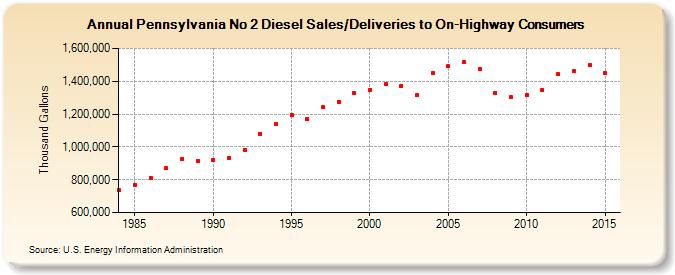 Annual Pennsylvania No 2 Diesel Sales/Deliveries to On-Highway Consumers
Thousand Gallons
1,600,000
1,400,000
1,200,000
1,000,000
800,000
600,000
1985 1990 1995 2000 2005 2010 2015
Source: U.S. Energy Information Administration